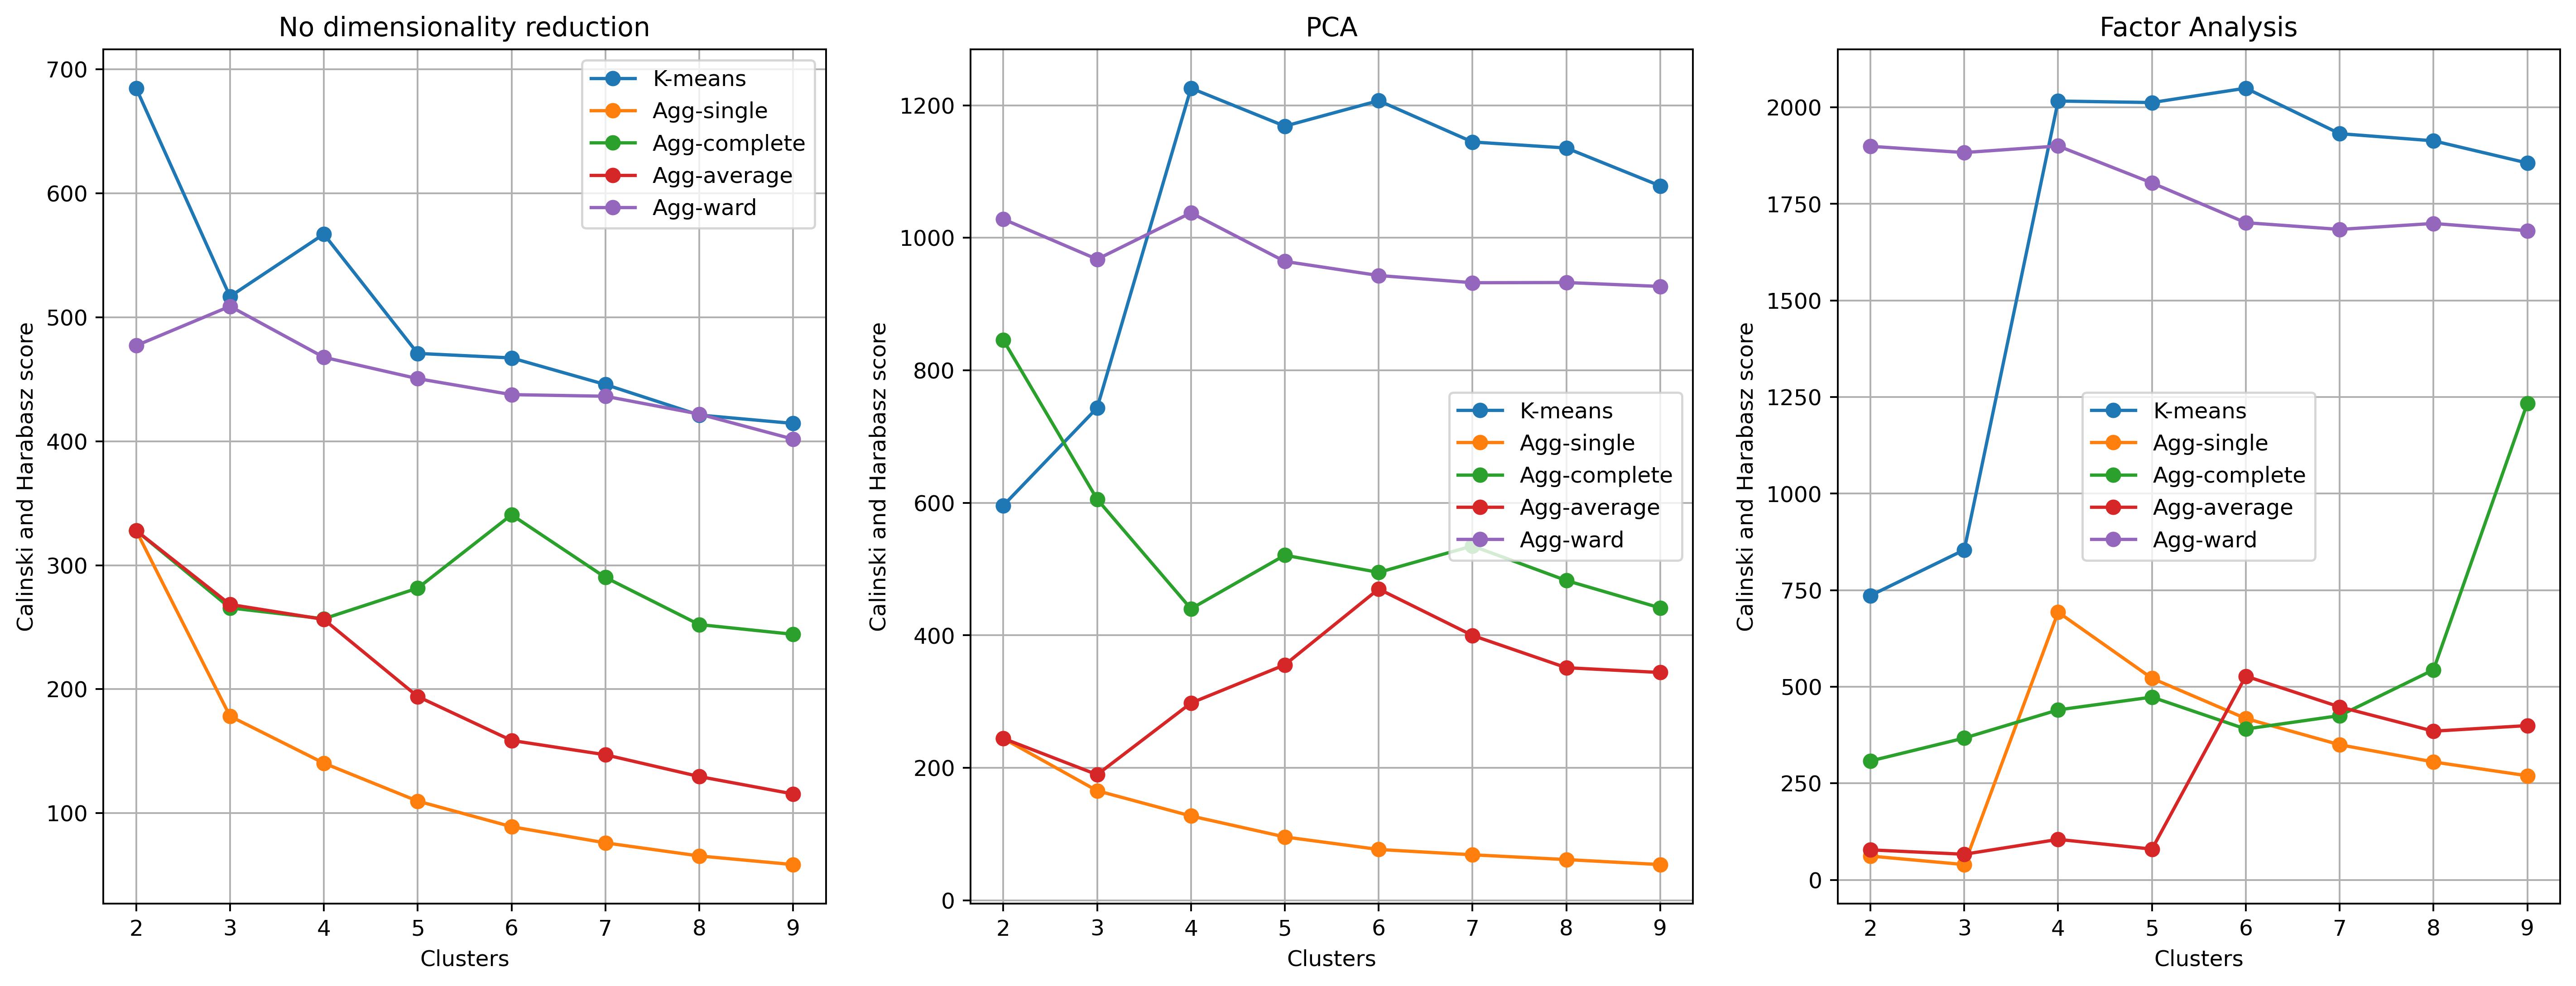 No dimensionality reduction
Calinski and Harabasz score
700
600
500
400
300
200
100
2 3 4 5 6 7 8 9
Clusters
K-means
Agg-single
Agg-complete
Agg-average
Agg-ward
PCA
Calinski and Harabasz score
1200
1000
800
600
400
200
0
2 3 4 5 6 7 8 9
Clusters
K-means
Agg-single
Agg-complete
Agg-average
Agg-ward
Factor Analysis
Calinski and Harabasz score
2000
1750
1500
1250
1000
750
500
250
0
2 3 4 5 6 7 8 9
Clusters
K-means
Agg-single
Agg-complete
Agg-average
Agg-ward